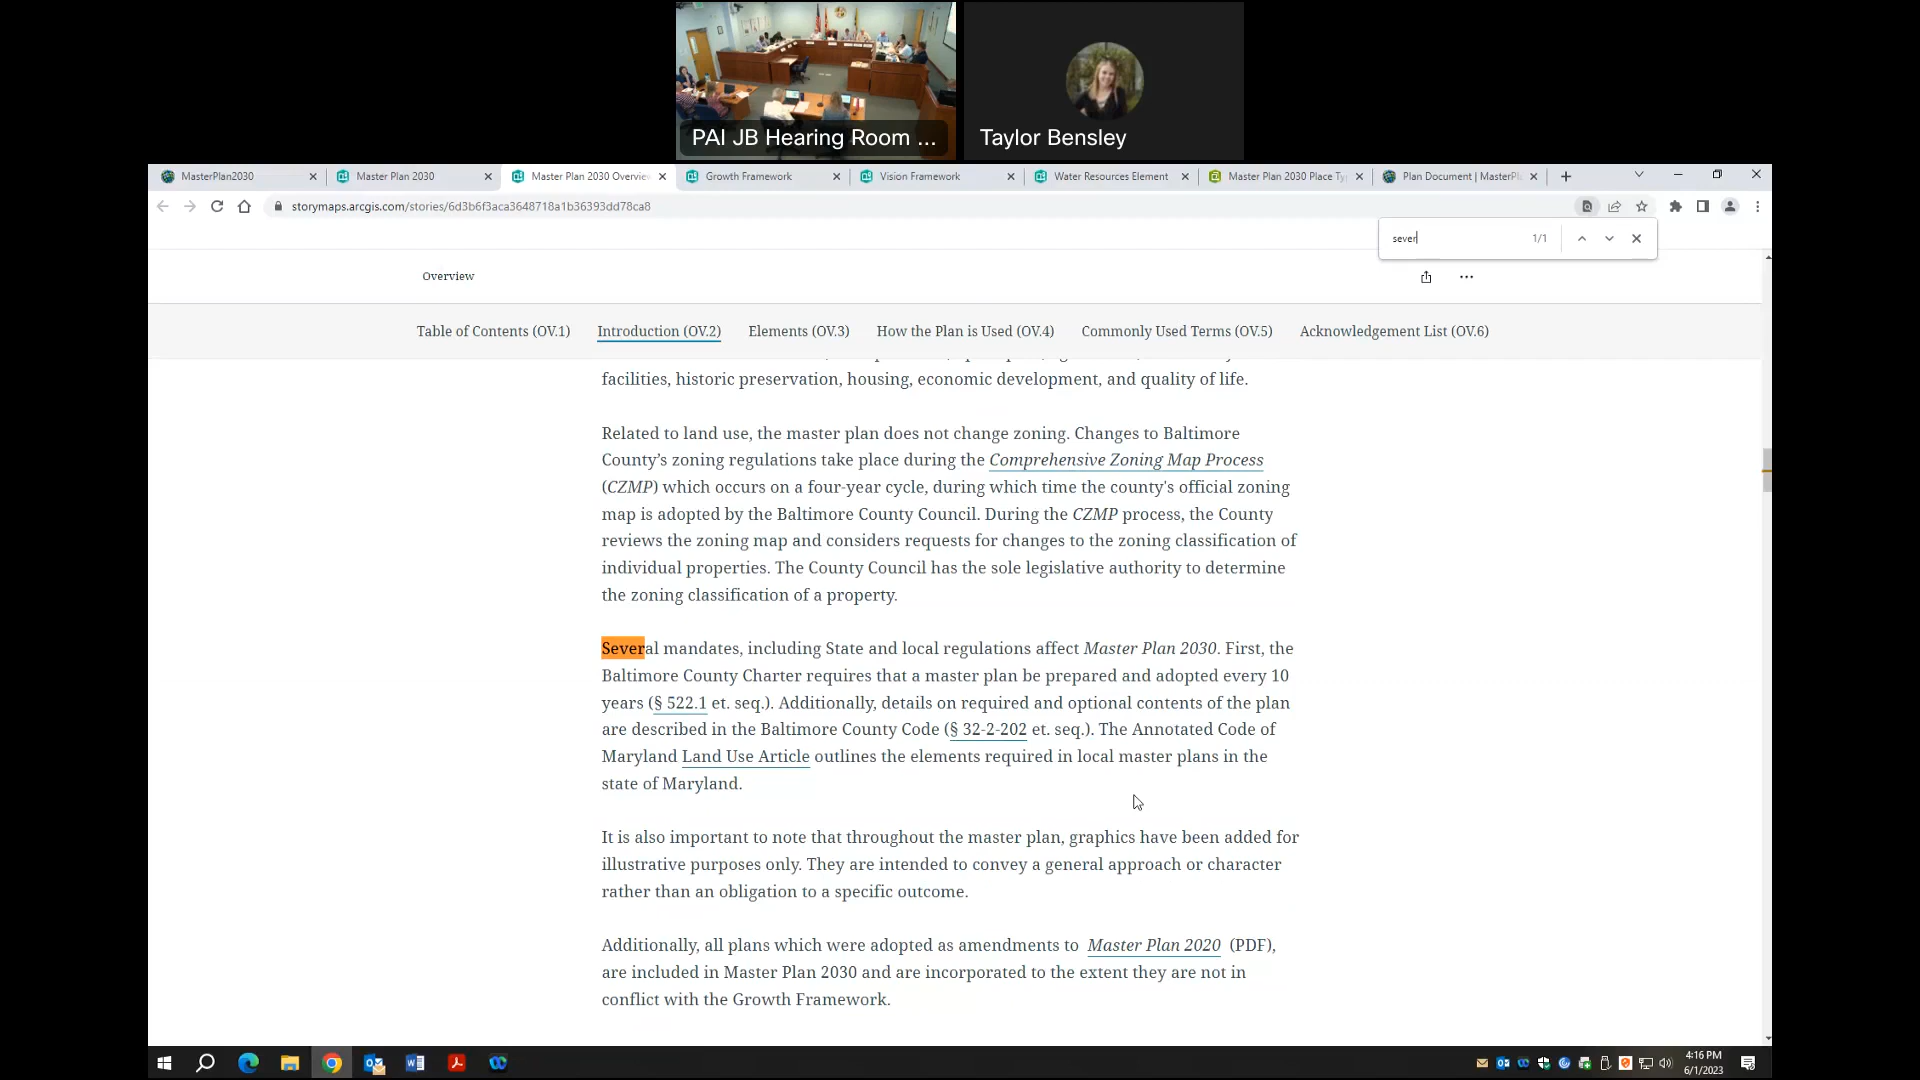 PAI JB Hearing Room ...
Taylor Bensley
MasterPlan2030
Master Plan 2030
Master Plan 2030 Overvie
Growth Framework
Vision Framework
Water Resources Element
Master Plan 2030 Place Ty
Plan Document | MasterPl
storymaps.arcgis.com/stories/6d3b6f3aca3648718a1b36393dd78ca8
sever
1/1
Overview
Table of Contents (OV.1)
Introduction (OV.2)
Elements (OV.3)
How the Plan is Used (OV.4)
Commonly Used Terms (OV.5)
Acknowledgement List (OV.6)
facilities, historic preservation, housing, economic development, and quality of life.
Related to land use, the master plan does not change zoning. Changes to Baltimore
County's zoning regulations take place during the Comprehensive Zoning Map Process
(CZMP) which occurs on a four-year cycle, during which time the county's official zoning
map is adopted by the Baltimore County Council. During the CZMP process, the County
reviews the zoning map and considers requests for changes to the zoning classification of
individual properties. The County Council has the sole legislative authority to determine
the zoning classification of a property.
Several mandates, including State and local regulations affect Master Plan 2030. First, the
Baltimore County Charter requires that a master plan be prepared and adopted every 10
years (§ 522.1 et. seq.). Additionally, details on required and optional contents of the plan
are described in the Baltimore County Code (§ 32-2-202 et. seq.). The Annotated Code of
Maryland Land Use Article outlines the elements required in local master plans in the
state of Maryland.
It is also important to note that throughout the master plan, graphics have been added for
illustrative purposes only. They are intended to convey a general approach or character
rather than an obligation to a specific outcome.
Additionally, all plans which were adopted as amendments to Master Plan 2020 (PDF),
are included in Master Plan 2030 and are incorporated to the extent they are not in
conflict with the Growth Framework.
4:16 PM
6/1/2023